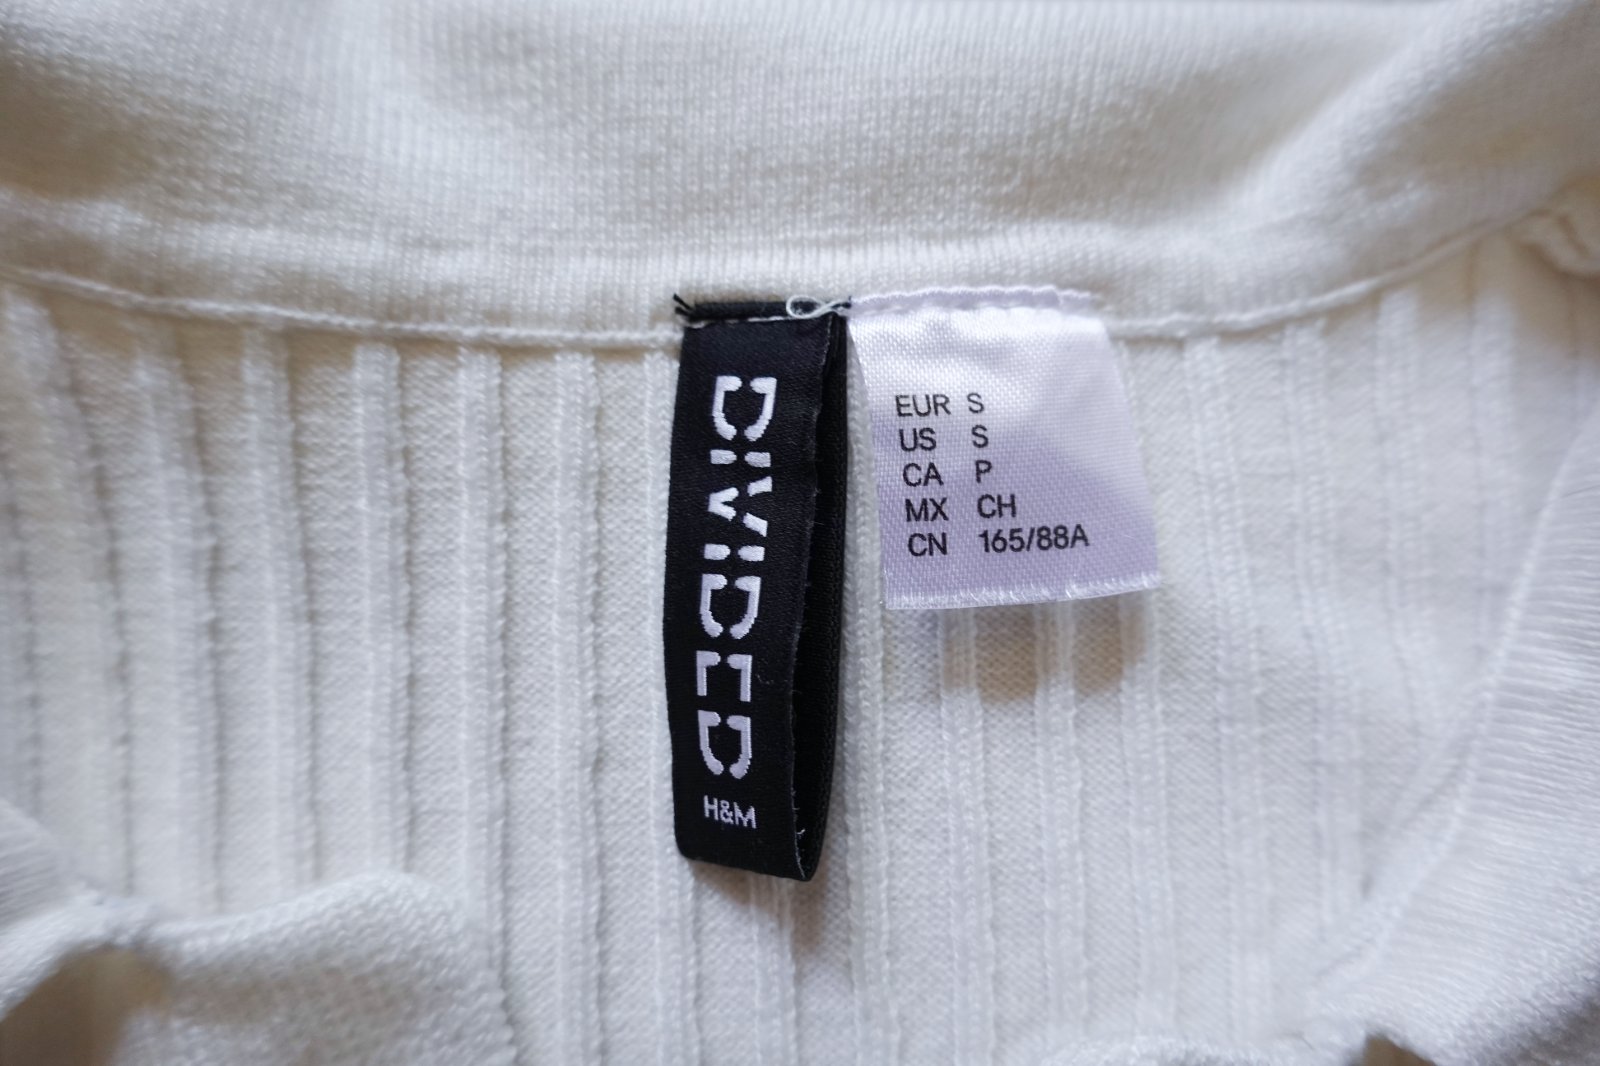 DIVIDED
H&M
EUR S
US S
CA P
MX CH
CN 165/88A